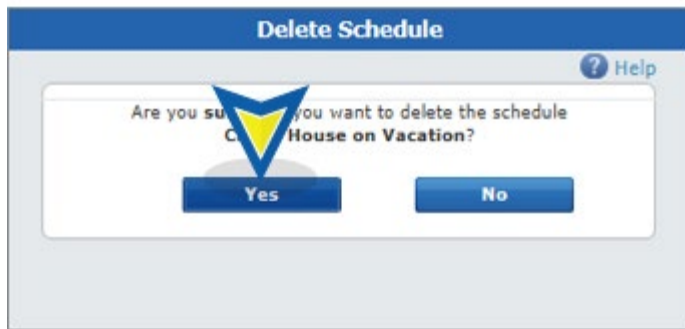 Delete Schedule
Help
Are you you want to delete the schedule
House on Vacation?
Yes No